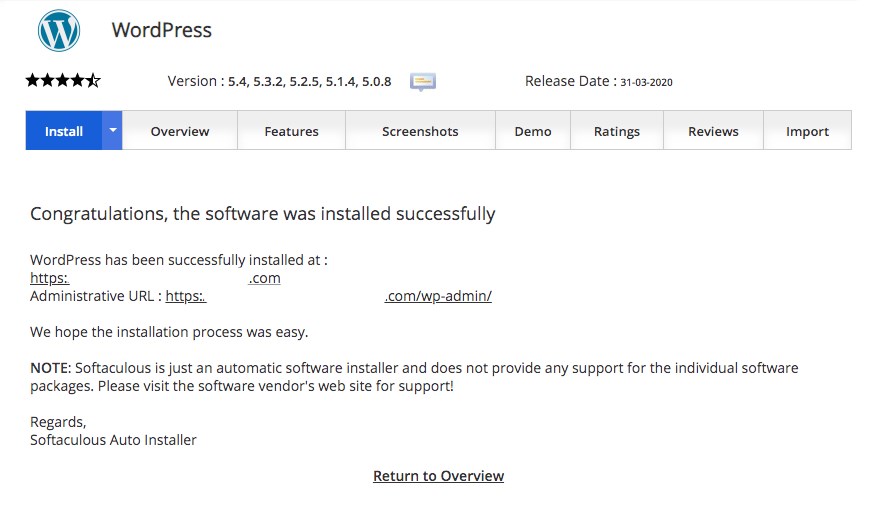 WordPress
Version : 5.4, 5.3.2, 5.2.5, 5.1.4, 5.0.8 Release Date : 31-03-2020
Install Overview Features Screenshots Demo Ratings Reviews Import
Congratulations, the software was installed successfully
WordPress has been successfully installed at :
https: .com
Administrative URL : https: .com/wp-admin/
We hope the installation process was easy.
NOTE: Softaculous is just an automatic software installer and does not provide any support for the individual software
packages. Please visit the software vendor's web site for support!
Regards,
Softaculous Auto Installer
Return to Overview